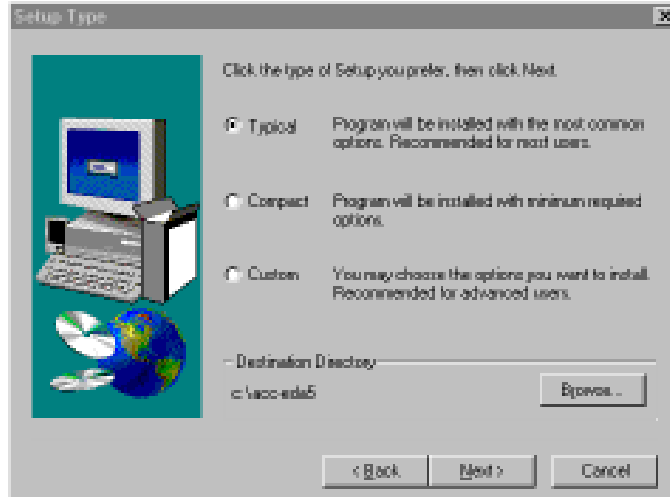 Setup Type
Click the type of Setup you prefer, then click Next.
Typical Program will be installed with the most common
options. Recommended for most users.
Compact Program will be installed with minimum required
options.
Custom You may choose the options you want to install.
Recommended for advanced users.
Destination Directory
Browse...
< Back Next > Cancel